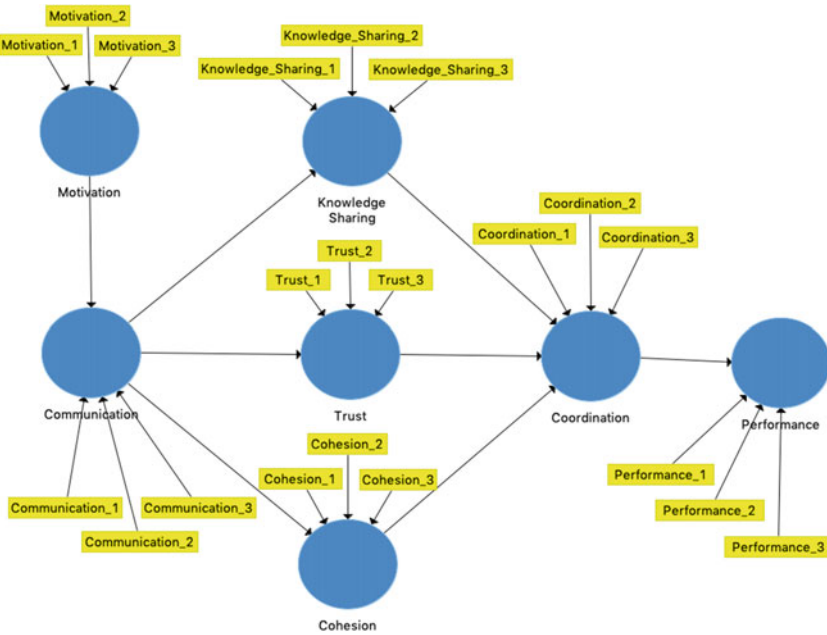 Motivation_2
Motivation_1
Motivation_3
Motivation
Knowledge_Sharing_2
Knowledge_Sharing_1
Knowledge_Sharing_3
Knowledge
Sharing
Coordination_2
Coordination_1
Coordination_3
Coordination
Trust_2
Trust_1
Trust_3
Trust
Communication
Communication_1
Communication_3
Communication_2
Cohesion_2
Cohesion_1
Cohesion_3
Cohesion
Performance
Performance_1
Performance_2
Performance_3